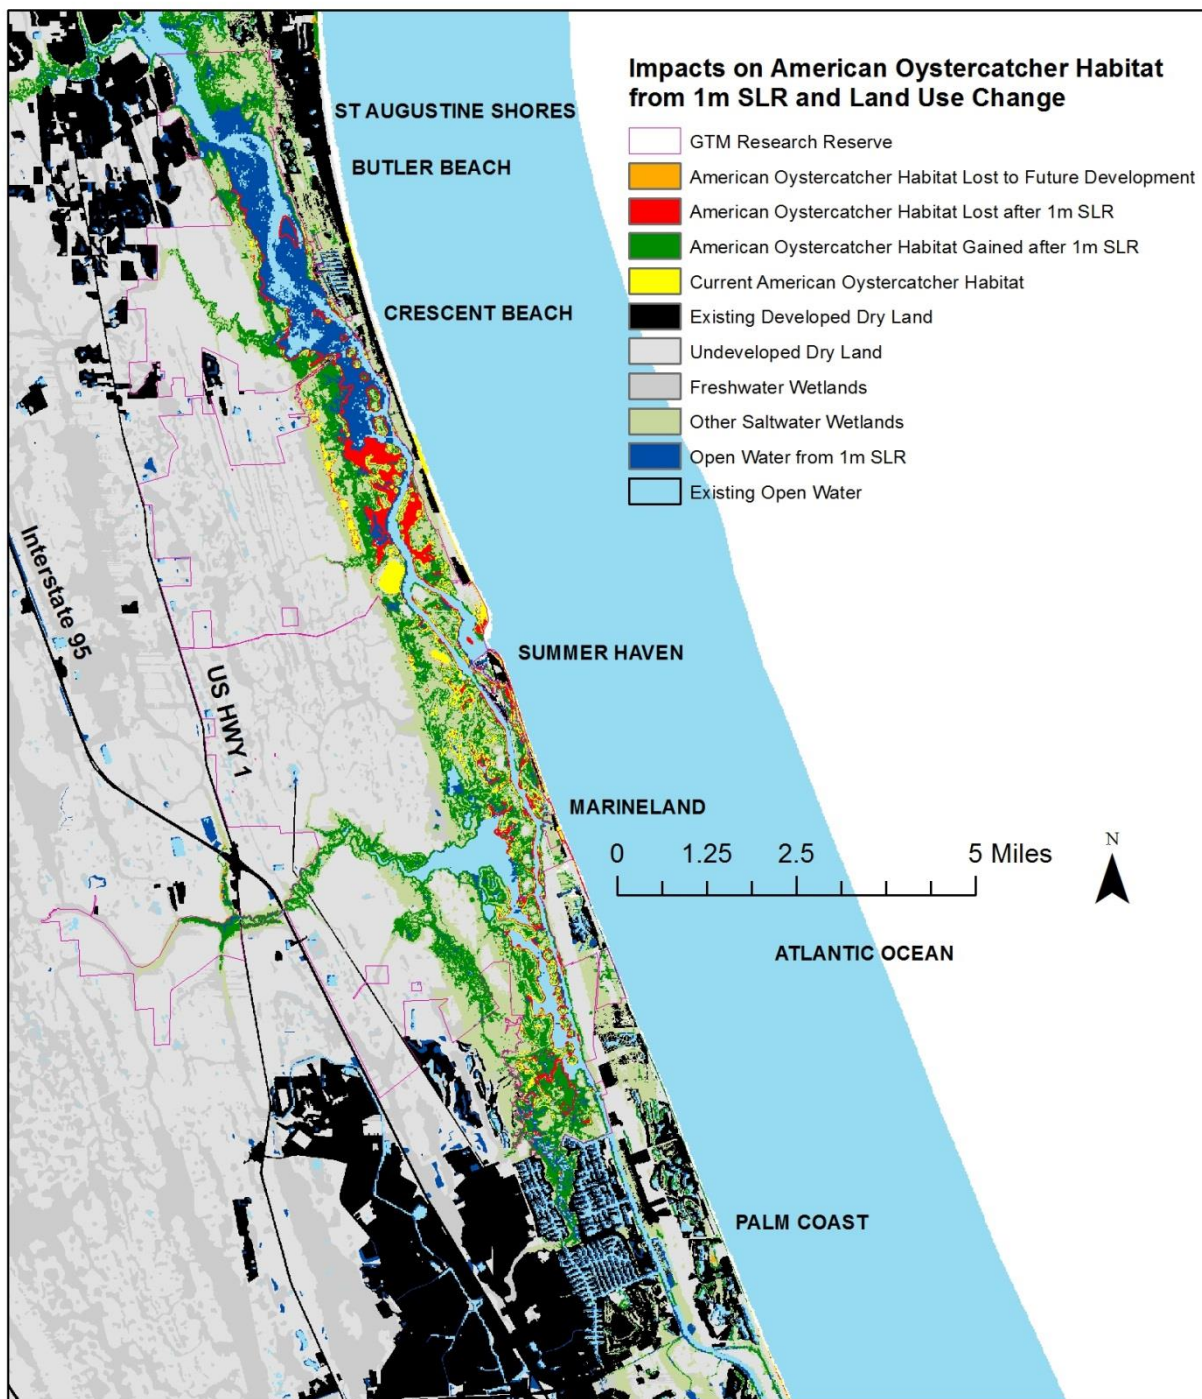 Impacts on American Oystercatcher Habitat
from 1m SLR and Land Use Change
GTM Research Reserve
American Oystercatcher Habitat Lost to Future Development
American Oystercatcher Habitat Lost after 1m SLR
American Oystercatcher Habitat Gained after 1m SLR
Current American Oystercatcher Habitat
Existing Developed Dry Land
Undeveloped Dry Land
Freshwater Wetlands
Other Saltwater Wetlands
Open Water from 1m SLR
Existing Open Water
ST AUGUSTINE SHORES
BUTLER BEACH
CRESCENT BEACH
Interstate 95
US HWY 1
SUMMER HAVEN
MARINELAND
0 1.25 2.5 5 Miles
N
ATLANTIC OCEAN
PALM COAST